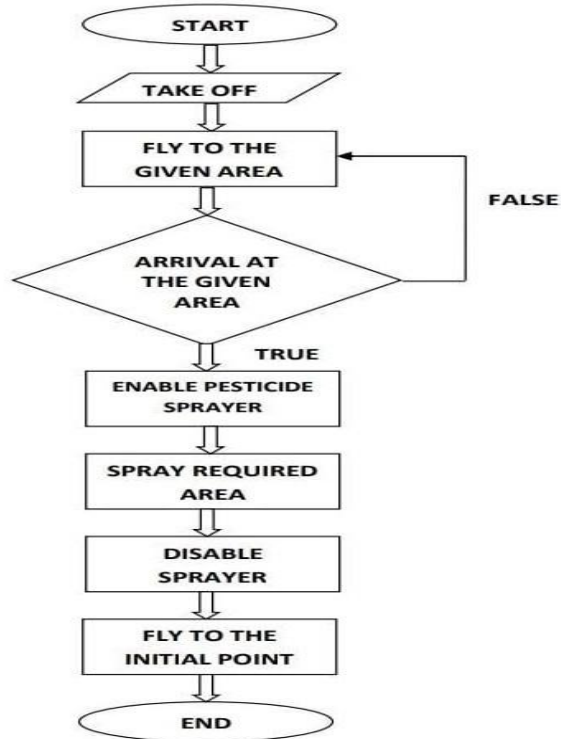 START
TAKE OFF
FLY TO THE
GIVEN AREA
FALSE
ARRIVAL AT
THE GIVEN
AREA
TRUE
ENABLE PESTICIDE
SPRAYER
SPRAY REQUIRED
AREA
DISABLE
SPRAYER
FLY TO THE
INITIAL POINT
END